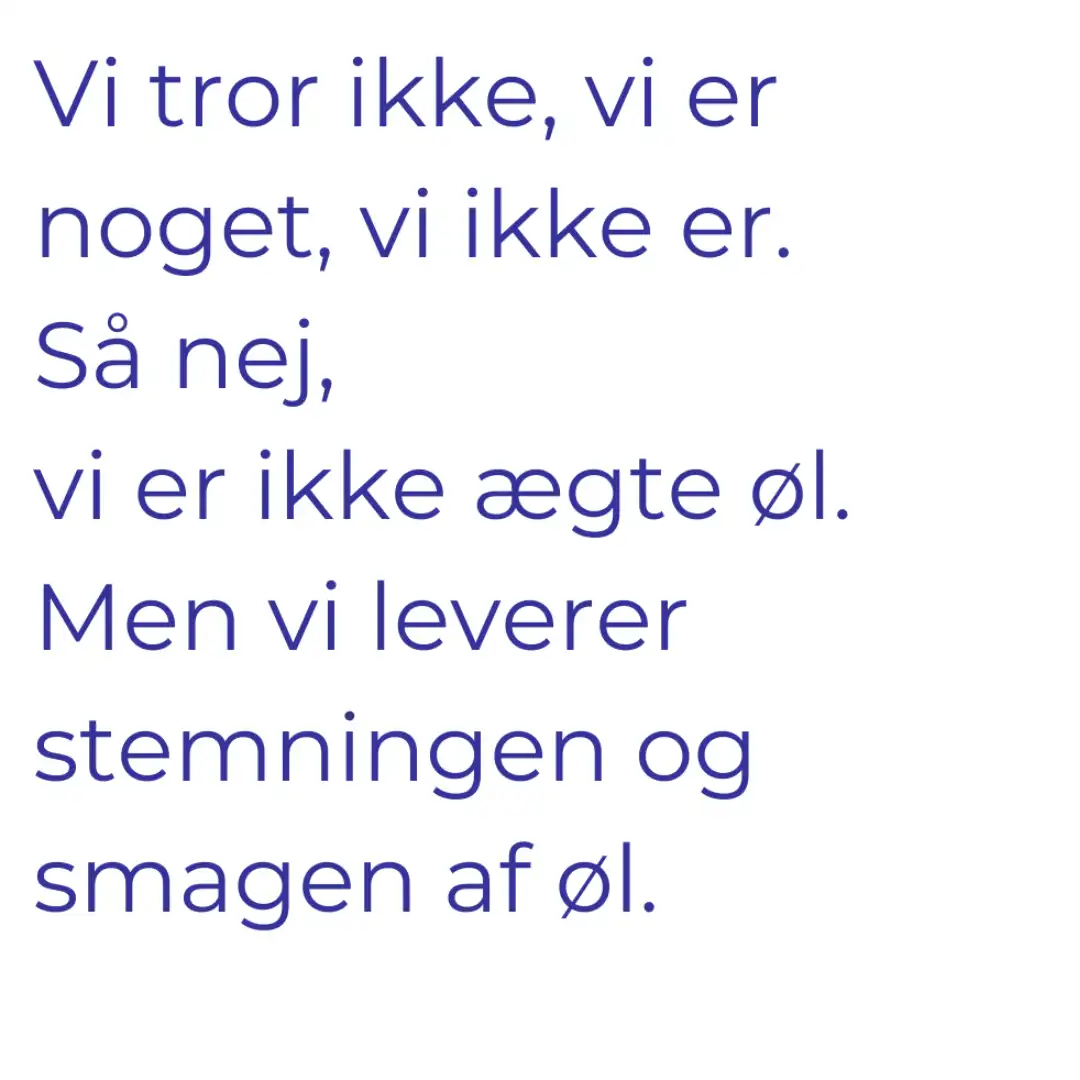 Vi tror ikke, vi er
noget, vi ikke er.
Så nej,
vi er ikke ægte øl.
Men vi leverer
stemningen og
smagen af øl.